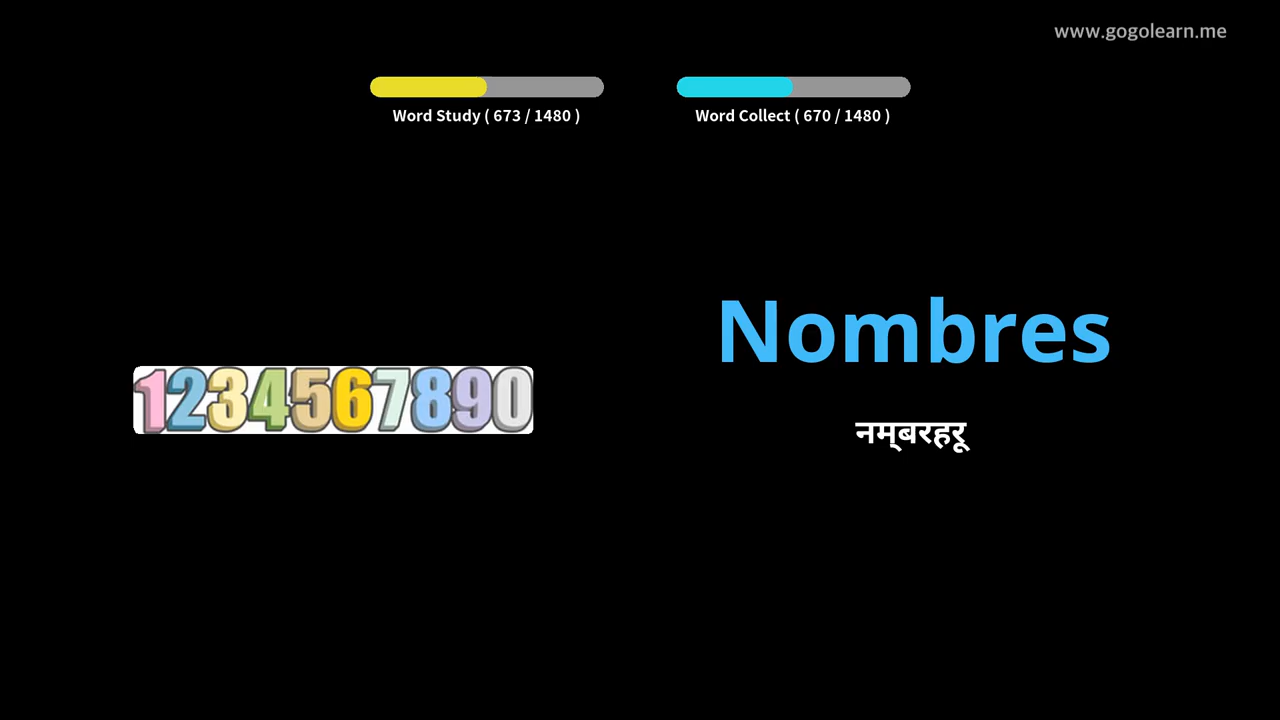 www.gogolearn.me
Word Study ( 673 / 1480 )
Word Collect ( 670 / 1480 )
Nombres
1234567890
नम्बरहरू